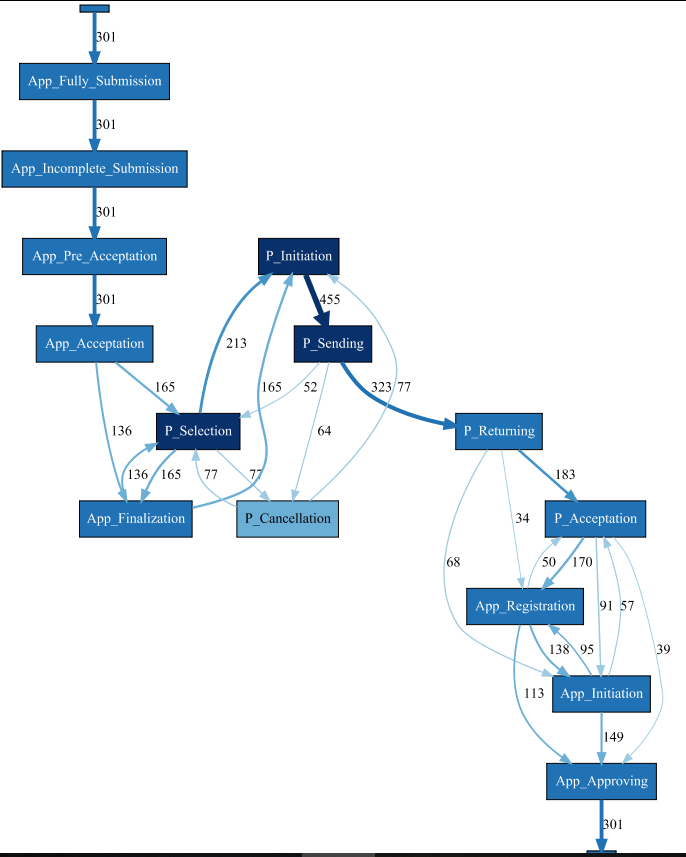 301
App_Fully_Submission
301
App_Incomplete_Submission
301
App_Pre_Acceptation
P_Initiation
301
455
App_Acceptation
P_Sending
213
165
165
52
323
77
136
P_Selection
64
P_Returning
136
165
77
77
183
App_Finalization
P_Cancellation
34
P_Acceptation
68
50
170
App_Registration
91
57
138
95
39
113
App_Initiation
149
App_Approving
301